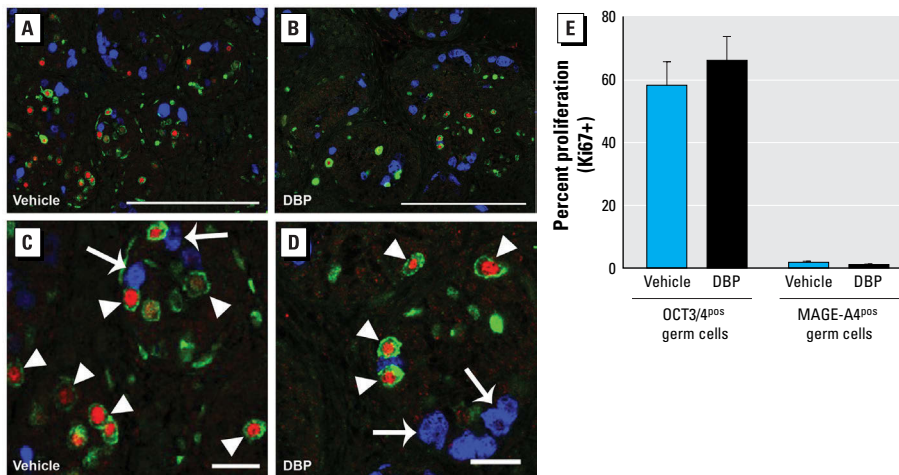 A
Vehicle
B
DBP
C
Vehicle
D
DBP
E
Percent proliferation
(Ki67+)
80
60
40
20
0
Vehicle DBP Vehicle DBP
OCT3/4pos MAGE-A4pos
germ cells germ cells